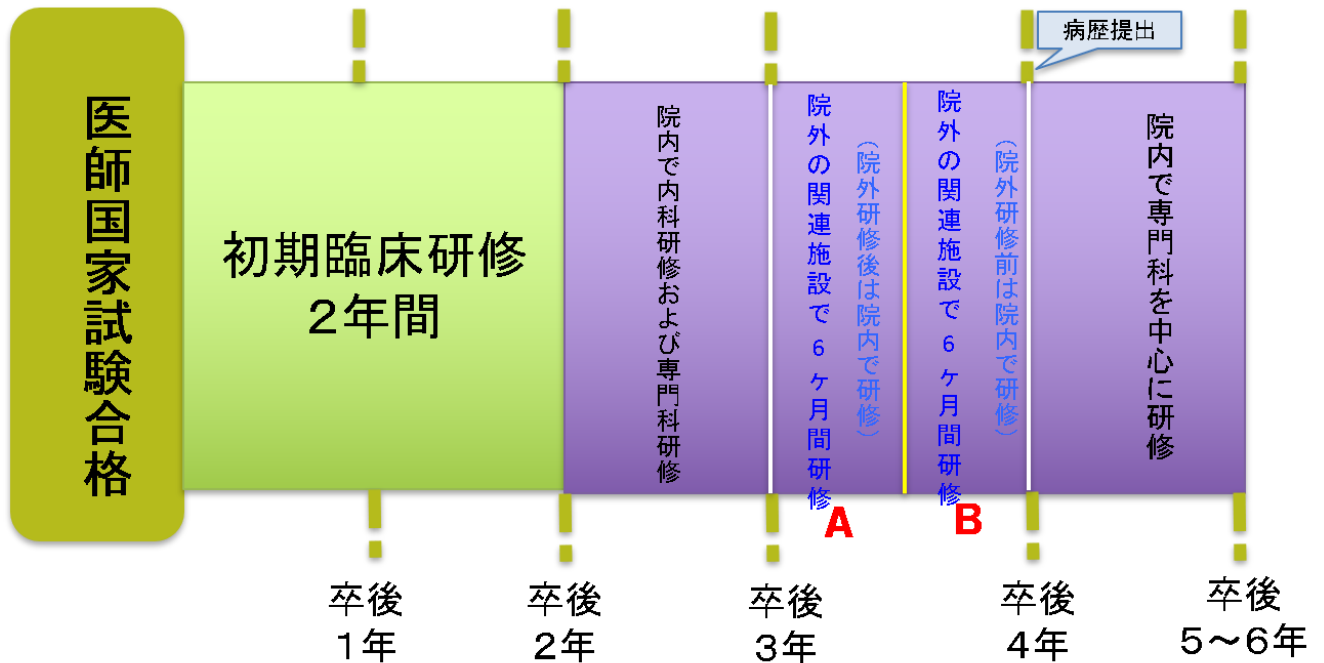 医師国家試験合格
初期臨床研修
２年間
院内で内科研修および専門科研修
院外の関連施設で６ヶ月間研修
（院外研修後は院内で研修）
A
院外の関連施設で６ヶ月間研修
（院外研修前は院内で研修）
B
病歴提出
院内で専門科を中心に研修
卒後
１年
卒後
２年
卒後
３年
卒後
４年
卒後
５～６年